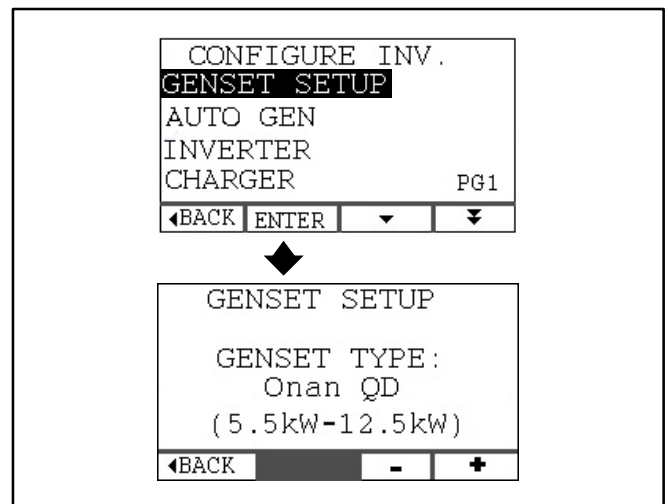 CONFIGURE INV.
GENSET SETUP
AUTO GEN
INVERTER
CHARGER PG1
◀BACK ENTER
GENSET SETUP
GENSET TYPE:
Onan QD
(5.5kW-12.5kW)
◀BACK - +